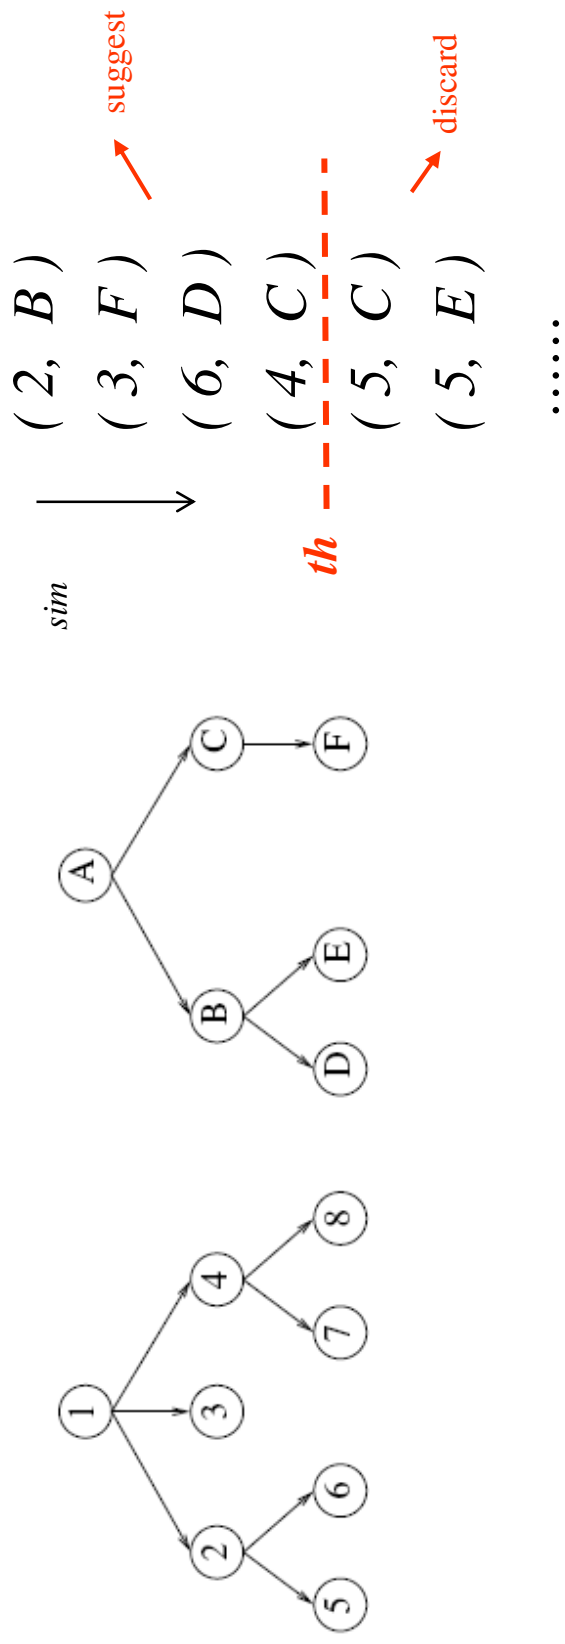 1
2
3
4
5
6
7
8
A
B
C
D
E
F
sim
( 2, B )
( 3, F )
( 6, D )
( 4, C )
th
( 5, C )
( 5, E )
......
suggest
discard